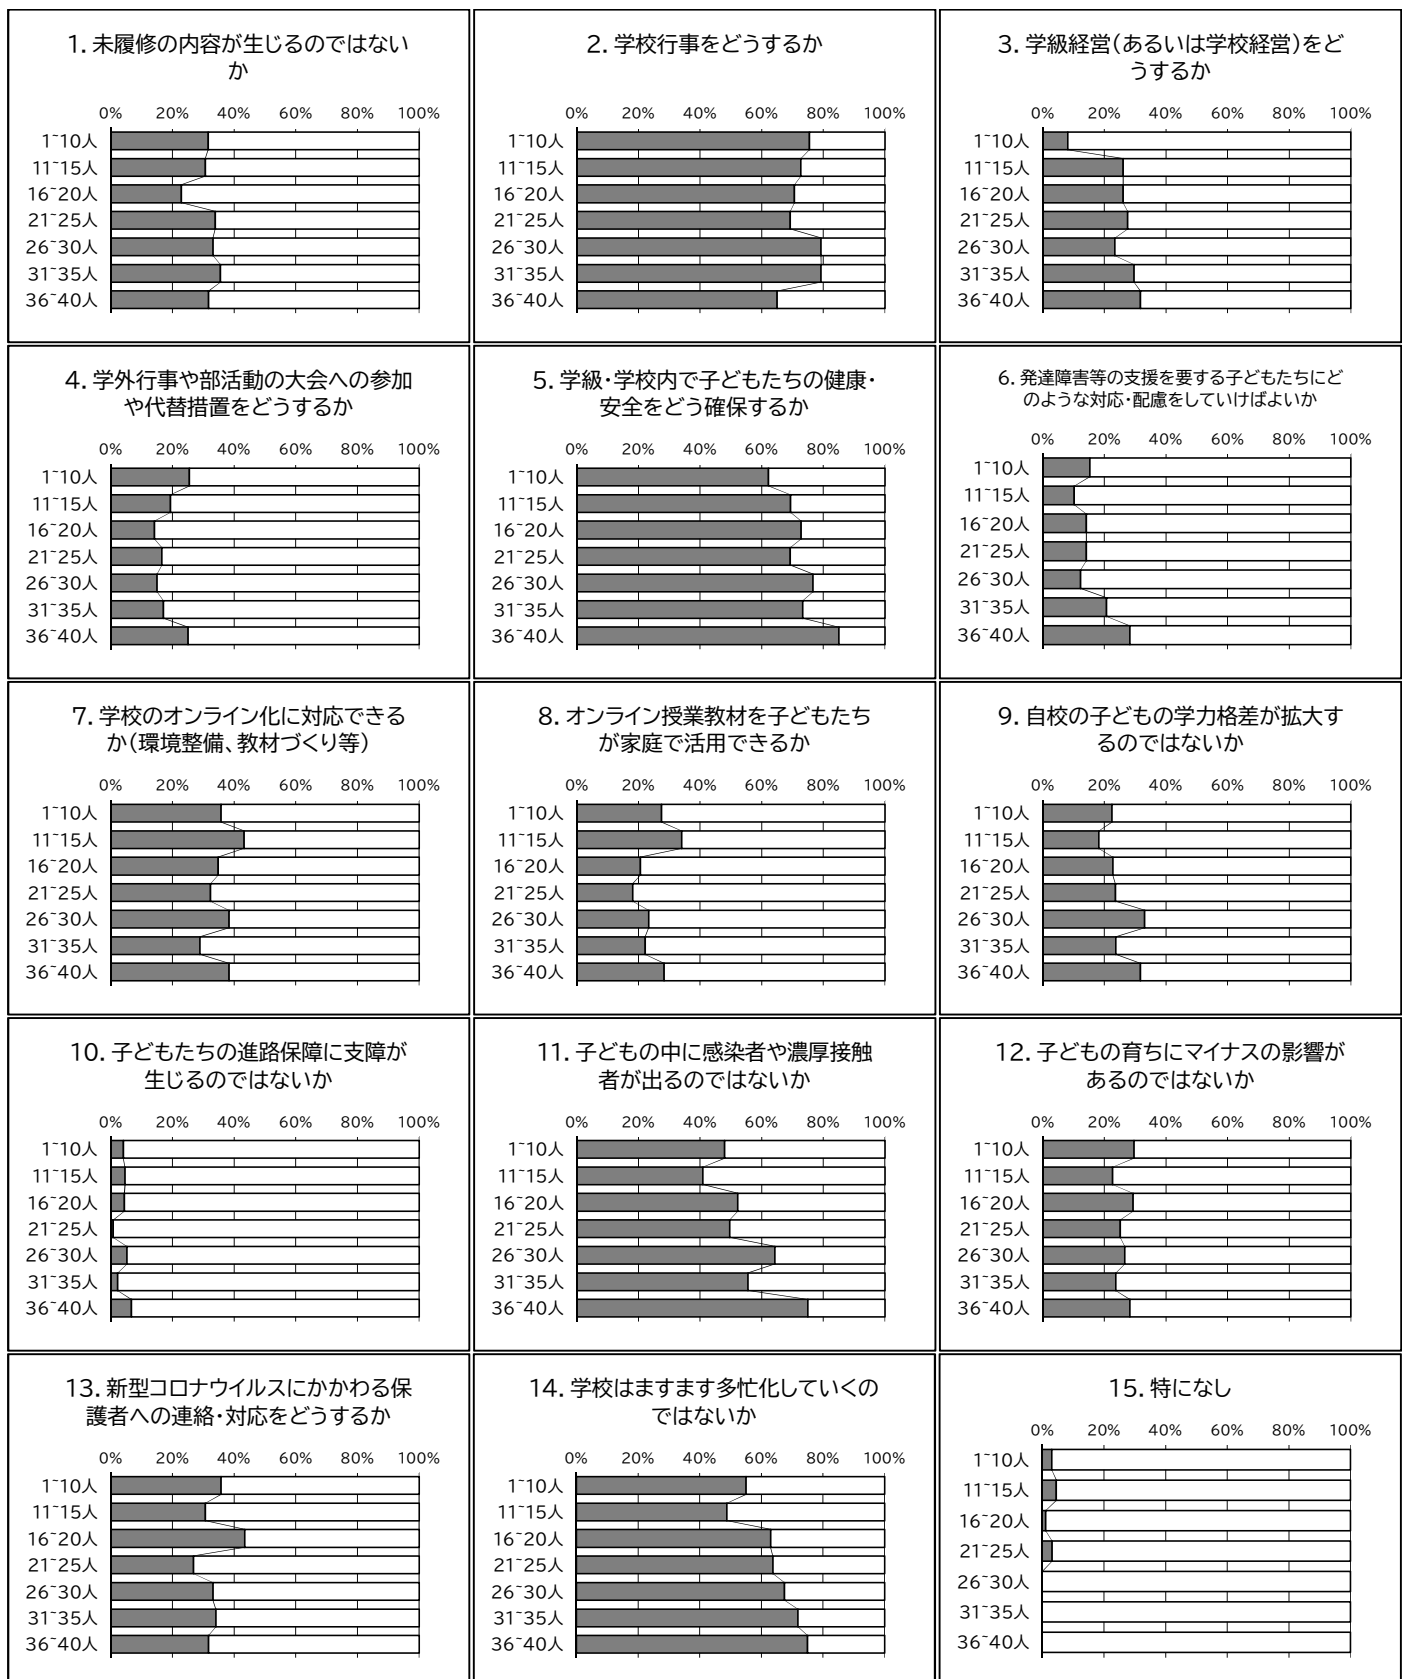 1. 未履修の内容が生じるのではない
か
0% 20% 40% 60% 80% 100%
1~10人
11~15人
16~20人
21~25人
26~30人
31~35人
36~40人
2. 学校行事をどうするか
0% 20% 40% 60% 80% 100%
1~10人
11~15人
16~20人
21~25人
26~30人
31~35人
36~40人
3. 学級経営(あるいは学校経営)をど
うするか
0% 20% 40% 60% 80% 100%
1~10人
11~15人
16~20人
21~25人
26~30人
31~35人
36~40人
4. 学外行事や部活動の大会への参加
や代替措置をどうするか
0% 20% 40% 60% 80% 100%
1~10人
11~15人
16~20人
21~25人
26~30人
31~35人
36~40人
5. 学級・学校内で子どもたちの健康・
安全をどう確保するか
0% 20% 40% 60% 80% 100%
1~10人
11~15人
16~20人
21~25人
26~30人
31~35人
36~40人
6. 発達障害等の支援を要する子どもたちにど
のような対応・配慮をしていけばよいか
0% 20% 40% 60% 80% 100%
1~10人
11~15人
16~20人
21~25人
26~30人
31~35人
36~40人
7. 学校のオンライン化に対応できる
か(環境整備、教材づくり等)
0% 20% 40% 60% 80% 100%
1~10人
11~15人
16~20人
21~25人
26~30人
31~35人
36~40人
8. オンライン授業教材を子どもたち
が家庭で活用できるか
0% 20% 40% 60% 80% 100%
1~10人
11~15人
16~20人
21~25人
26~30人
31~35人
36~40人
9. 自校の子どもの学力格差が拡大す
るのではないか
0% 20% 40% 60% 80% 100%
1~10人
11~15人
16~20人
21~25人
26~30人
31~35人
36~40人
10. 子どもたちの進路保障に支障が
生じるのではないか
0% 20% 40% 60% 80% 100%
1~10人
11~15人
16~20人
21~25人
26~30人
31~35人
36~40人
11. 子どもの中に感染者や濃厚接触
者が出るのではないか
0% 20% 40% 60% 80% 100%
1~10人
11~15人
16~20人
21~25人
26~30人
31~35人
36~40人
12. 子どもの育ちにマイナスの影響が
あるのではないか
0% 20% 40% 60% 80% 100%
1~10人
11~15人
16~20人
21~25人
26~30人
31~35人
36~40人
13. 新型コロナウイルスにかかわる保
護者への連絡・対応をどうするか
0% 20% 40% 60% 80% 100%
1~10人
11~15人
16~20人
21~25人
26~30人
31~35人
36~40人
14. 学校はますます多忙化していくの
ではないか
0% 20% 40% 60% 80% 100%
1~10人
11~15人
16~20人
21~25人
26~30人
31~35人
36~40人
15. 特になし
0% 20% 40% 60% 80% 100%
1~10人
11~15人
16~20人
21~25人
26~30人
31~35人
36~40人